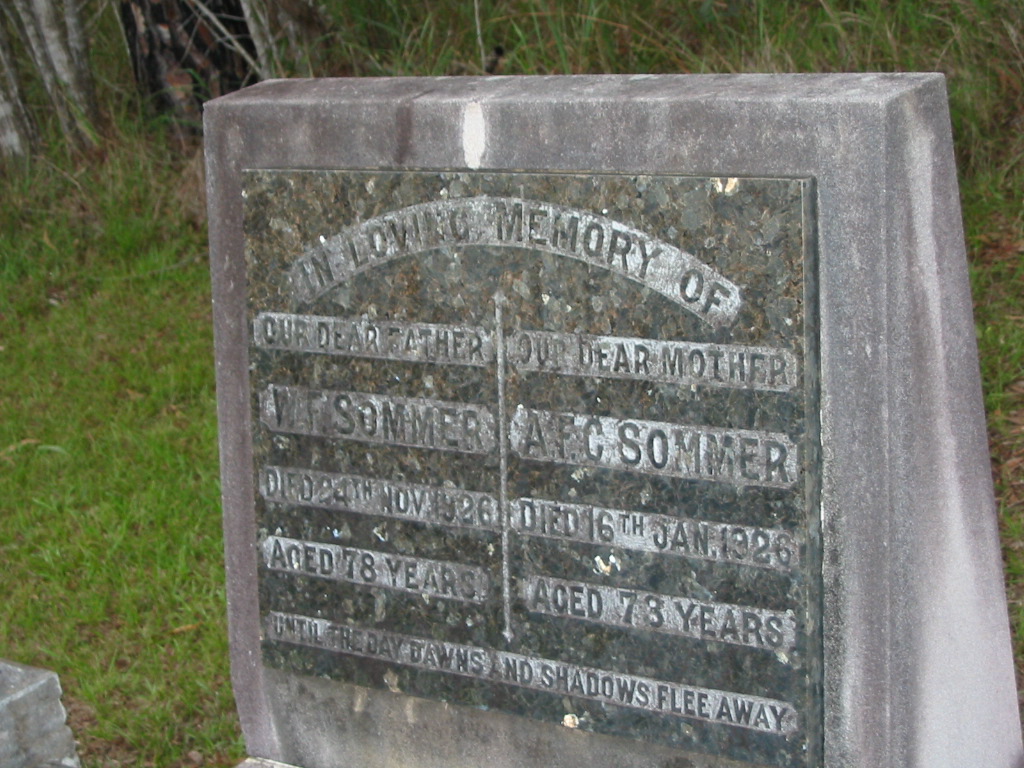 IN LOVING MEMORY OF
OUR DEAR FATHER
V. F. SOMMER
DIED 24TH NOV. 1926
AGED 78 YEARS.
OUR DEAR MOTHER
A. F. C. SOMMER
DIED 16TH JAN. 1926
AGED 73 YEARS
UNTIL THE DAY DAWNS AND SHADOWS FLEE AWAY